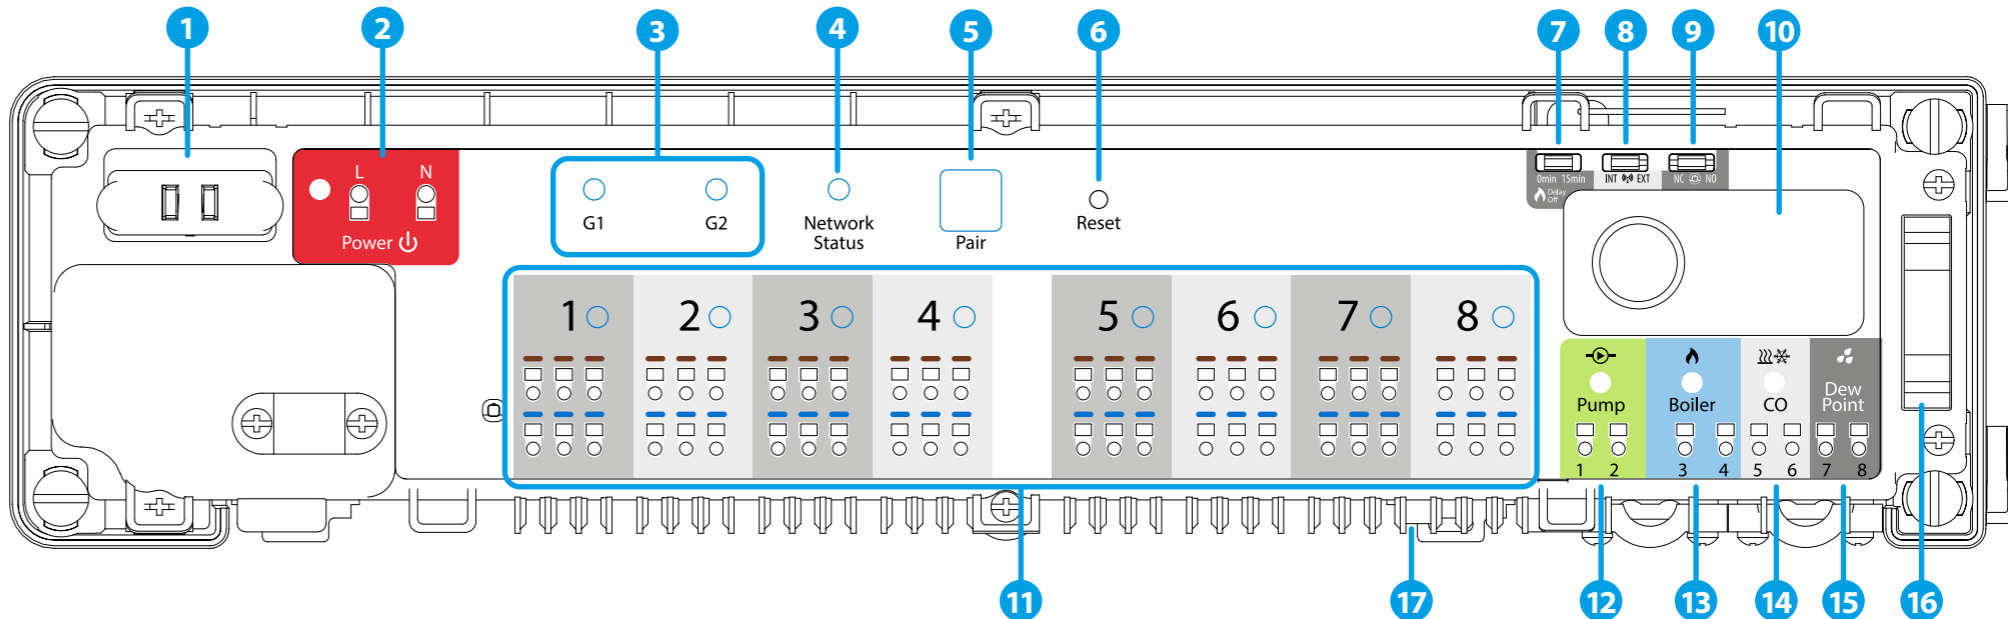 1 2 3 4 5 6 7 8 9 10
L N
Power
G1 G2
Network
Status
Pair
Reset
0min 15min
Delay
Off
INT EXT
NC NO
1 2 3 4 5 6 7 8
Pump
Boiler
CO
Dew
Point
1 2 3 4 5 6 7 8
11 17 12 13 14 15 16